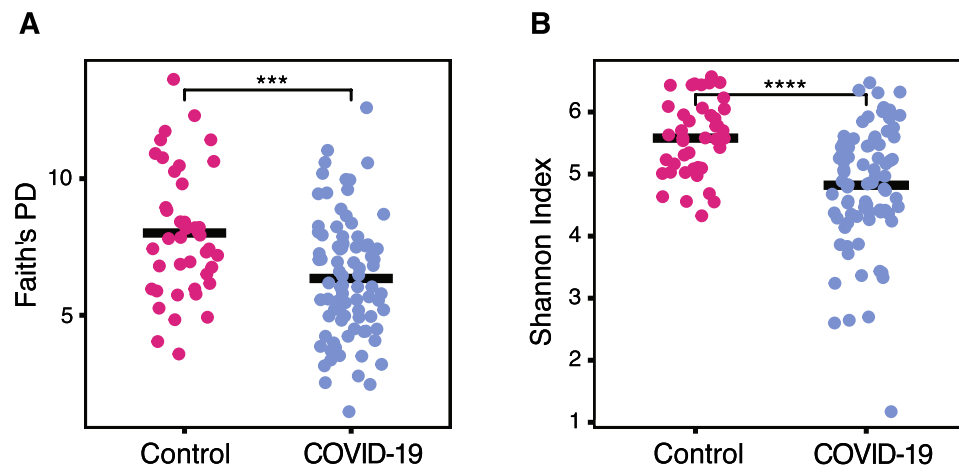 A
Faith's PD
10
5
***
Control
COVID-19
B
Shannon Index
6
5
4
3
2
1
****
Control
COVID-19